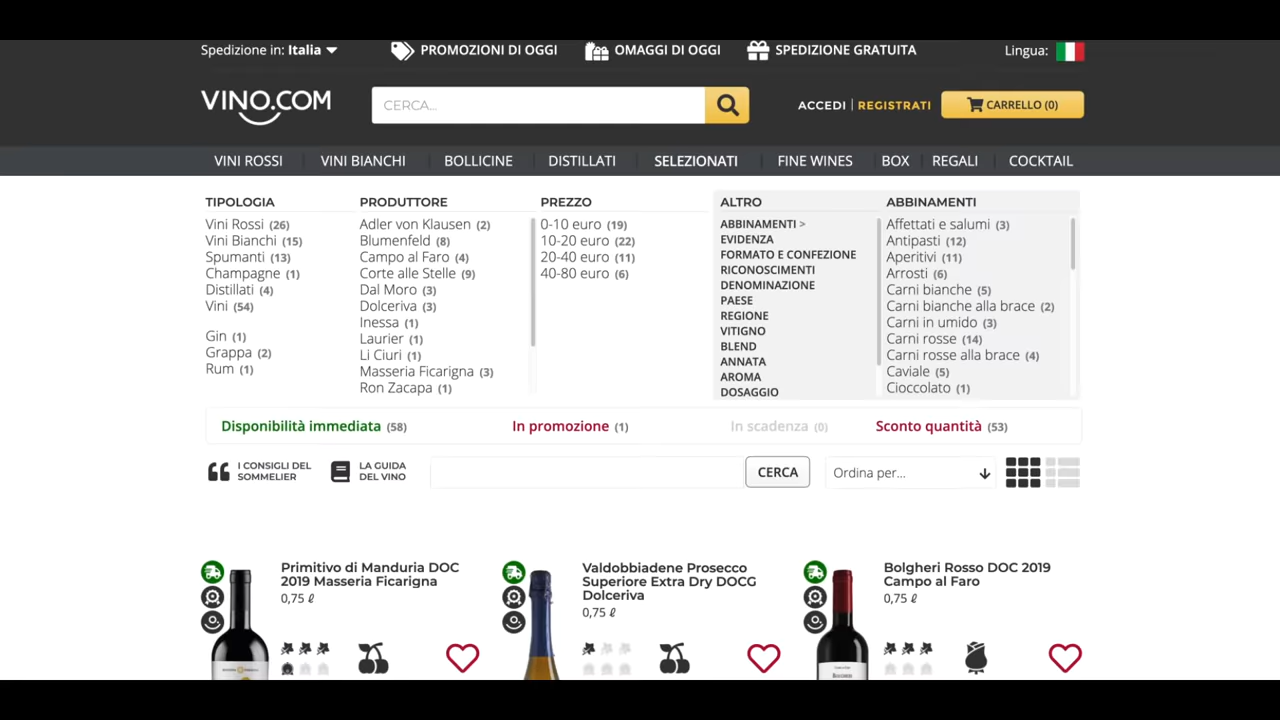 Spedizione in: Italia
PROMOZIONI DI OGGI
OMAGGI DI OGGI
SPEDIZIONE GRATUITA
Lingua:
VINO.COM
CERCA...
ACCEDI | REGISTRATI
CARRELLO (0)
VINI ROSSI
VINI BIANCHI
BOLLICINE
DISTILLATI
SELEZIONATI
FINE WINES
BOX
REGALI
COCKTAIL
TIPOLOGIA
Vini Rossi (26)
Vini Bianchi (15)
Spumanti (13)
Champagne (1)
Distillati (4)
Vini (54)
Gin (1)
Grappa (2)
Rum (1)
PRODUTTORE
Adler von Klausen (2)
Blumenfeld (8)
Campo al Faro (4)
Corte alle Stelle (9)
Dal Moro (3)
Dolceriva (3)
Inessa (1)
Laurier (1)
Li Ciuri (1)
Masseria Ficarigna (3)
Ron Zacapa (1)
PREZZO
0-10 euro (19)
10-20 euro (22)
20-40 euro (11)
40-80 euro (6)
ALTRO
ABBINAMENTI >
EVIDENZA
FORMATO E CONFEZIONE
RICONOSCIMENTI
DENOMINAZIONE
PAESE
REGIONE
VITIGNO
BLEND
ANNATA
AROMA
DOSAGGIO
ABBINAMENTI
Affettati e salumi (3)
Antipasti (12)
Aperitivi (11)
Arrosti (6)
Carni bianche (5)
Carni bianche alla brace (2)
Carni in umido (3)
Carni rosse (14)
Carni rosse alla brace (4)
Caviale (5)
Cioccolato (1)
Disponibilità immediata (58)
In promozione (1)
In scadenza (0)
Sconto quantità (53)
I CONSIGLI DEL
SOMMELIER
LA GUIDA
DEL VINO
CERCA
Ordina per...
Primitivo di Manduria DOC
2019 Masseria Ficarigna
0,75 ℓ
Valdobbiadene Prosecco
Superiore Extra Dry DOCG
Dolceriva
0,75 ℓ
Bolgheri Rosso DOC 2019
Campo al Faro
0,75 ℓ